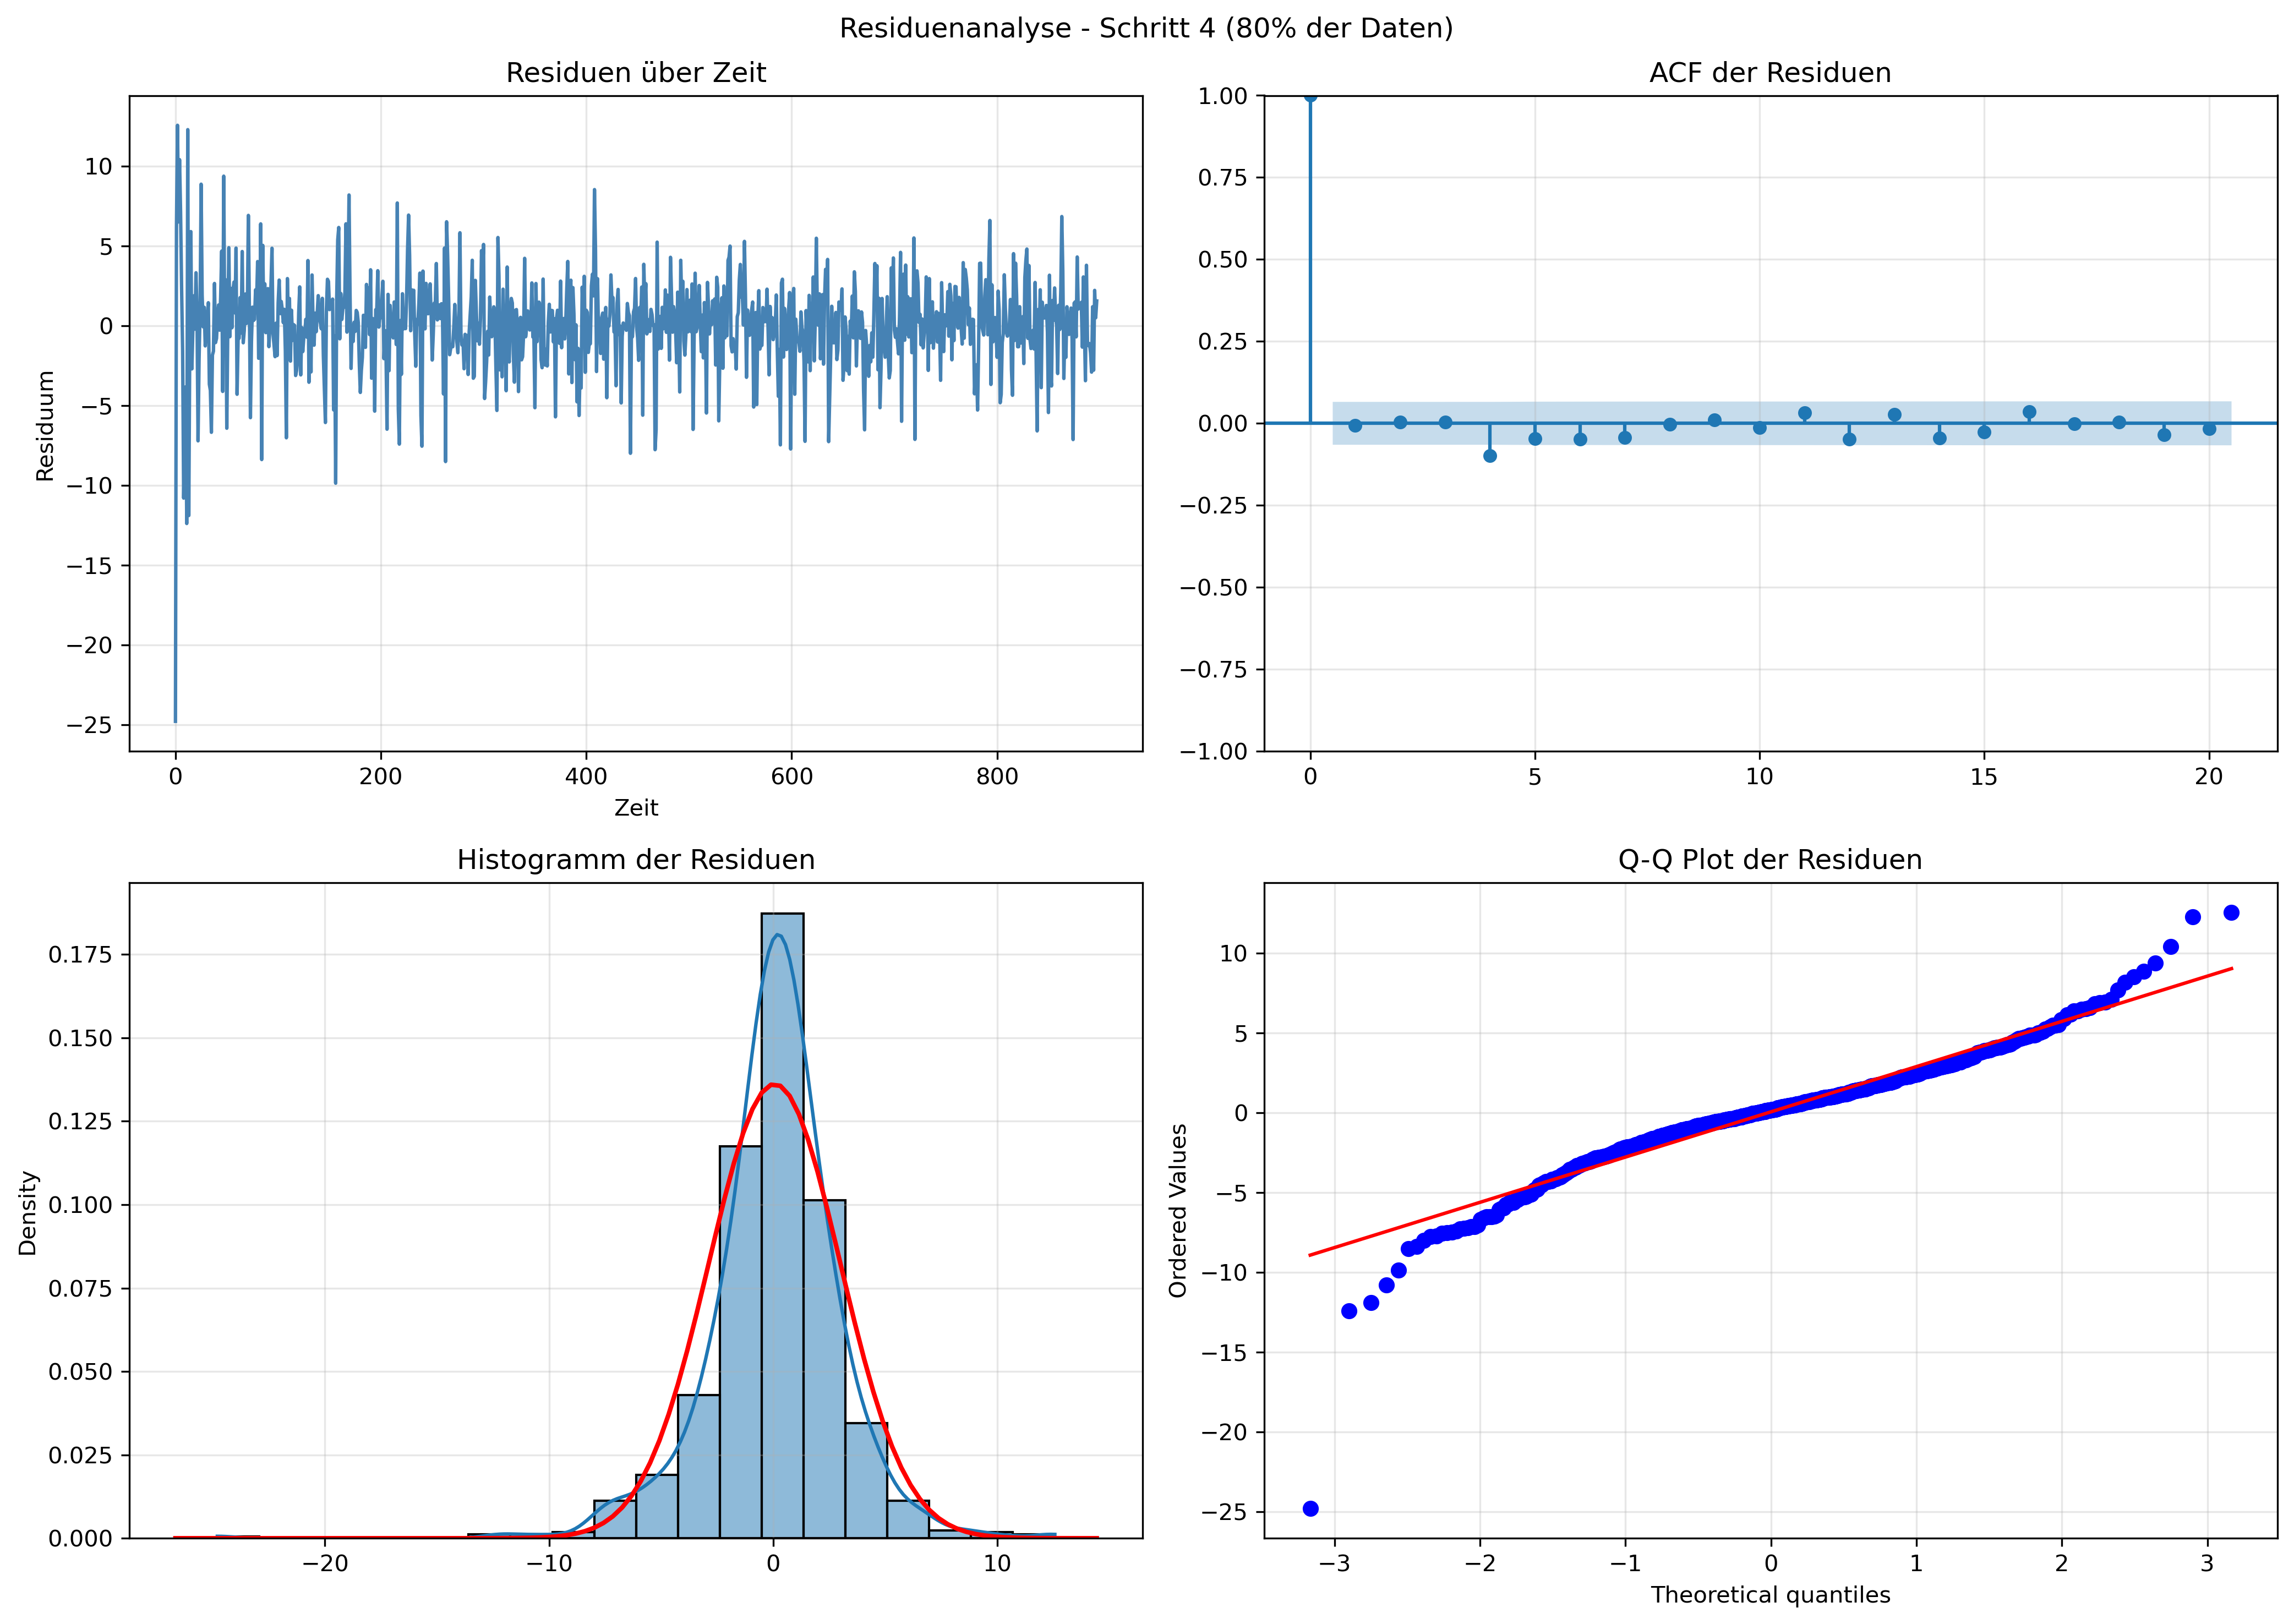 Residuenanalyse - Schritt 4 (80% der Daten)
Residuen über Zeit
10
5
0
−5
−10
−15
−20
−25
Residuum
0 200 400 600 800
Zeit
ACF der Residuen
1.00
0.75
0.50
0.25
0.00
−0.25
−0.50
−0.75
−1.00
0 5 10 15 20
Histogramm der Residuen
0.175
0.150
0.125
0.100
0.075
0.050
0.025
0.000
Density
−20 −10 0 10
Q-Q Plot der Residuen
10
5
0
−5
−10
−15
−20
−25
Ordered Values
−3 −2 −1 0 1 2 3
Theoretical quantiles